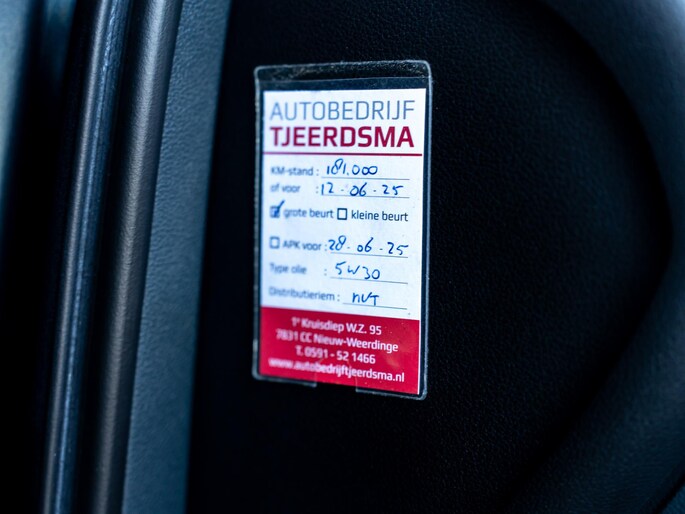 AUTOBEDRIJF
TJEERDSMA
KM-stand : 181.000
of voor : 12-06-25
grote beurt kleine beurt
APK voor : 28-06-25
Type olie : 5W30
Distributieriem : nvt
1e Kruisdiep W.Z. 95
7831 CC Nieuw-Weerdinge
T. 0591 - 52 1466
www.autobedrijftjeerdsma.nl